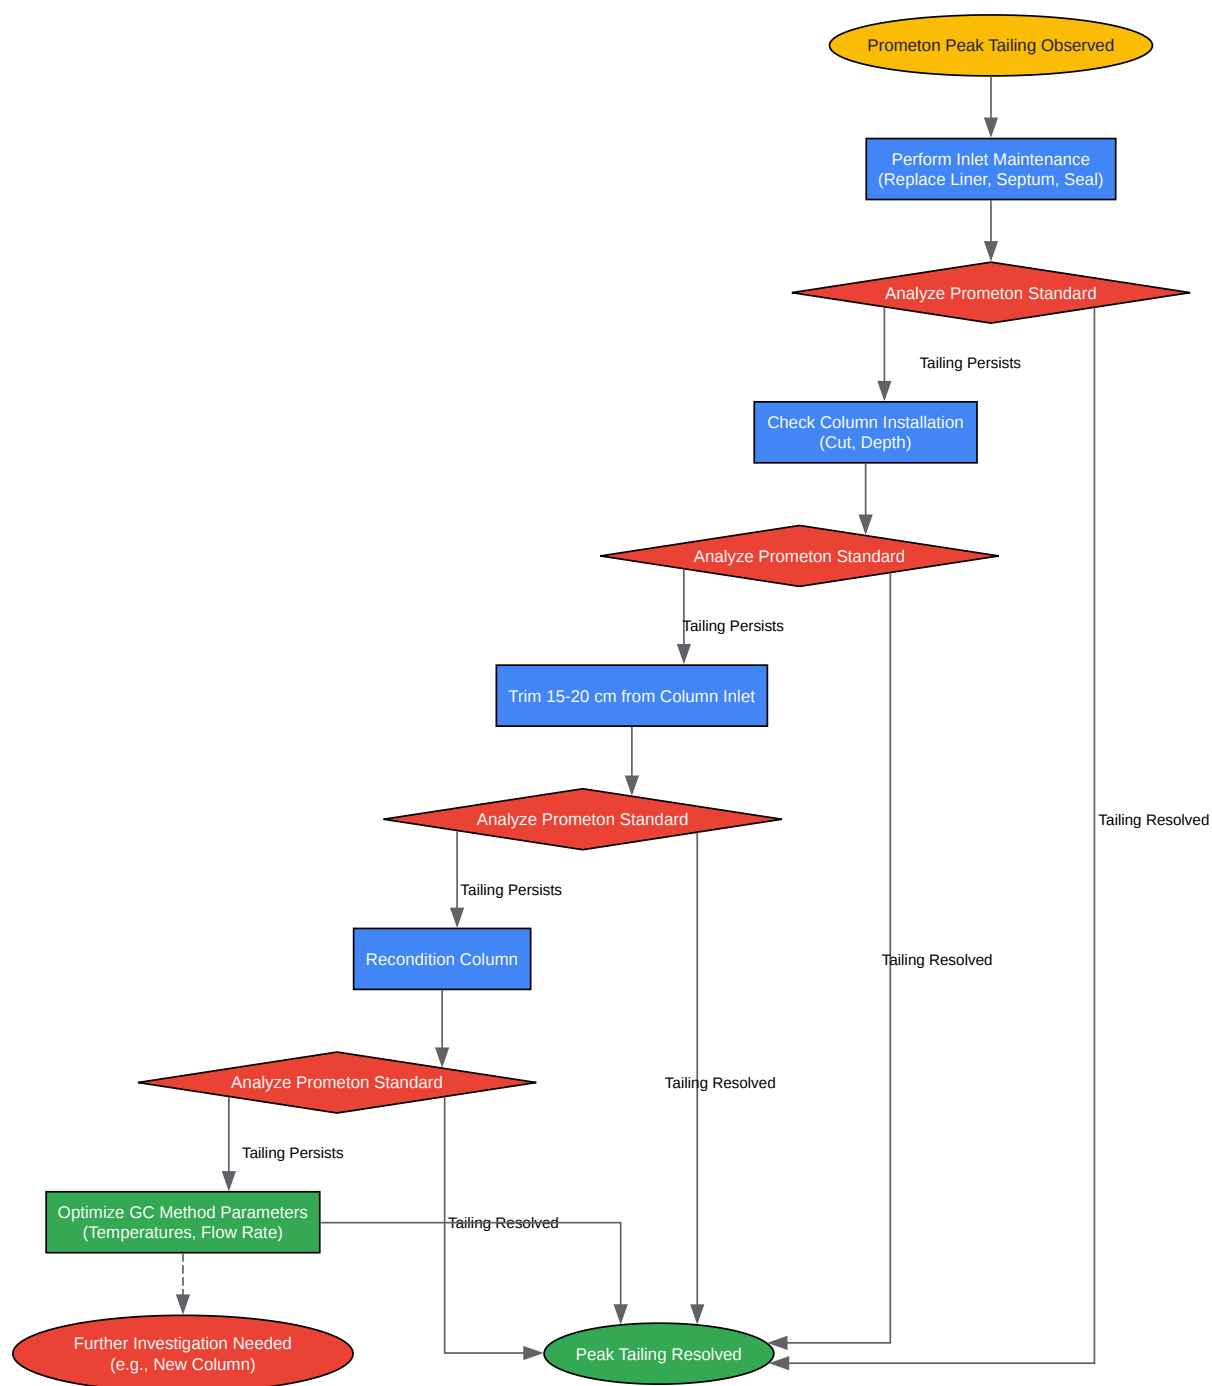 Prometon Peak Tailing Observed
Perform Inlet Maintenance
(Replace Liner, Septum, Seal)
Analyze Prometon Standard
Tailing Persists
Check Column Installation
(Cut, Depth)
Analyze Prometon Standard
Tailing Persists
Trim 15-20 cm from Column Inlet
Analyze Prometon Standard
Tailing Resolved
Tailing Persists
Recondition Column
Tailing Resolved
Analyze Prometon Standard
Tailing Resolved
Tailing Persists
Optimize GC Method Parameters
(Temperatures, Flow Rate)
Tailing Resolved
Further Investigation Needed
(e.g., New Column)
Peak Tailing Resolved